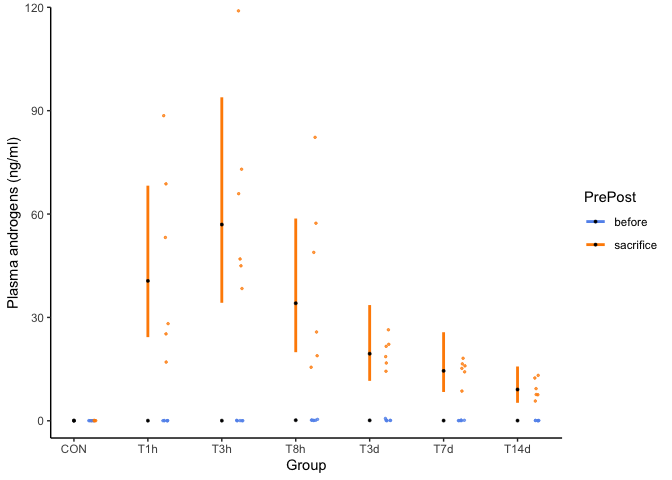 120
90
60
30
0
Plasma androgens (ng/ml)
CON T1h T3h T8h T3d T7d T14d
Group
PrePost
before
sacrifice